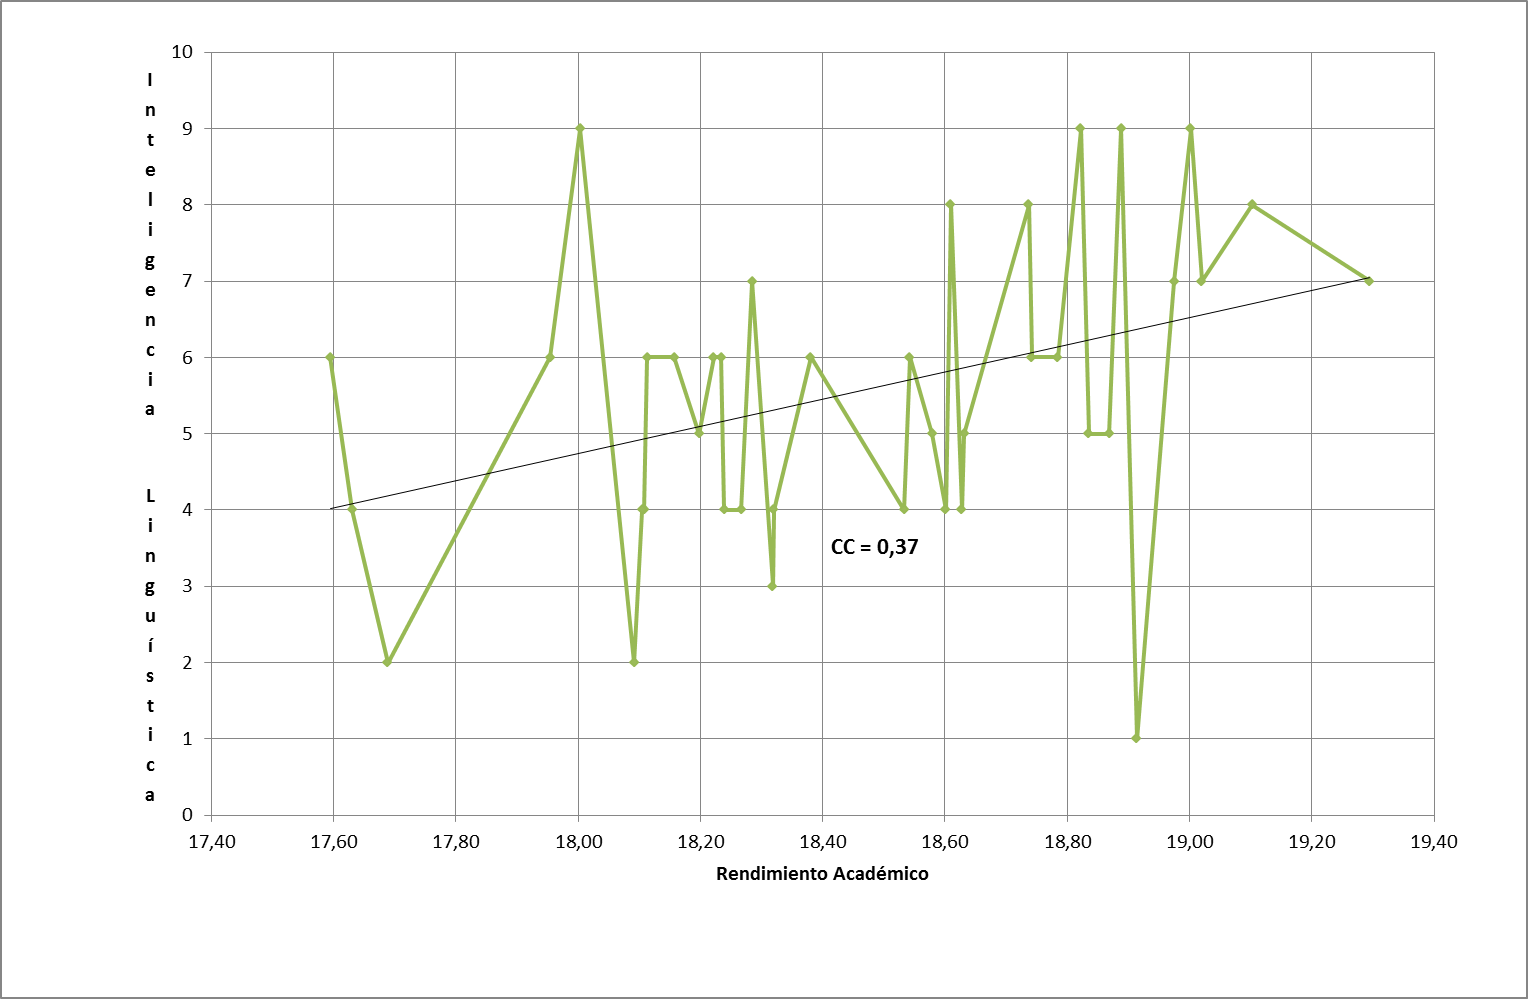 Inteligencia Linguística
10
9
8
7
6
5
4
3
2
1
0
CC = 0,37
17,40 17,60 17,80 18,00 18,20 18,40 18,60 18,80 19,00 19,20 19,40
Rendimiento Académico